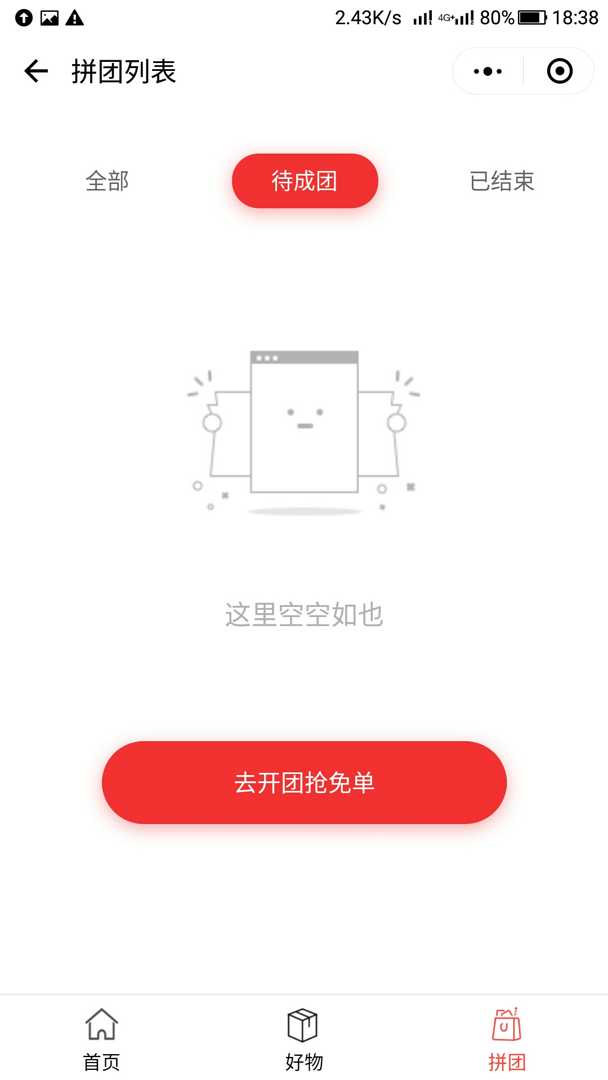 2.43K/s 4G+ 80% 18:38
拼团列表
全部 待成团 已结束
这里空空如也
去开团抢免单
首页 好物 拼团